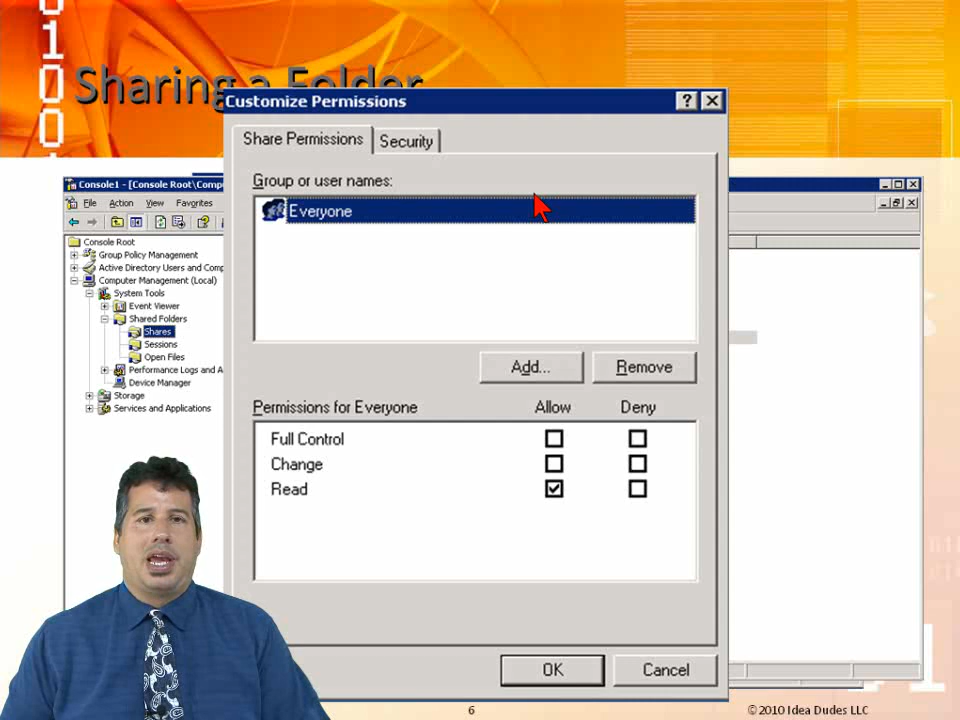 Sharing a Folder
Customize Permissions
Share Permissions
Security
Group or user names:
Everyone
Add...
Remove
Permissions for Everyone
Allow
Deny
Full Control
Change
Read
OK
Cancel
Console1 - [Console Root\Comp
File Action View Favorites
Console Root
Group Policy Management
Active Directory Users and Comp
Computer Management (Local)
System Tools
Event Viewer
Shared Folders
Shares
Sessions
Open Files
Performance Logs and A
Device Manager
Storage
Services and Applications
6
©2010 Idea Dudes LLC